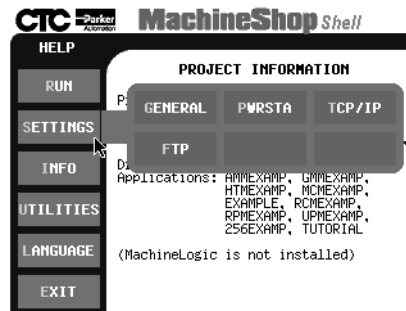 CTC Parker Automation MachineShop Shell
HELP
PROJECT INFORMATION
RUN
GENERAL PWRSTA TCP/IP
SETTINGS
FTP
INFO
Applications: AMMEXAMP, GMMEXAMP,
HTMEXAMP, MCMEXAMP,
EXAMPLE, RCMEXAMP,
UTILITIES
RPMEXAMP, UPMEXAMP,
256EXAMP, TUTORIAL
LANGUAGE
(MachineLogic is not installed)
EXIT